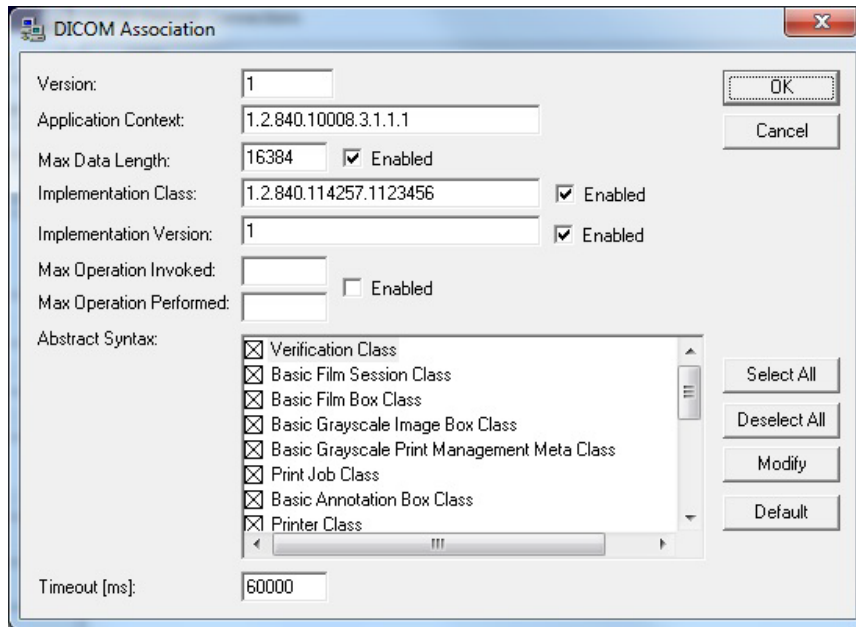 DICOM Association
Version: 1 OK
Application Context: 1.2.840.10008.3.1.1.1 Cancel
Max Data Length: 16384 Enabled
Implementation Class: 1.2.840.114257.1123456 Enabled
Implementation Version: 1 Enabled
Max Operation Invoked:
Enabled
Max Operation Performed:
Abstract Syntax:
Verification Class
Basic Film Session Class Select All
Basic Film Box Class
Basic Grayscale Image Box Class Deselect All
Basic Grayscale Print Management Meta Class
Print Job Class Modify
Basic Annotation Box Class
Printer Class Default
Timeout [ms]: 60000